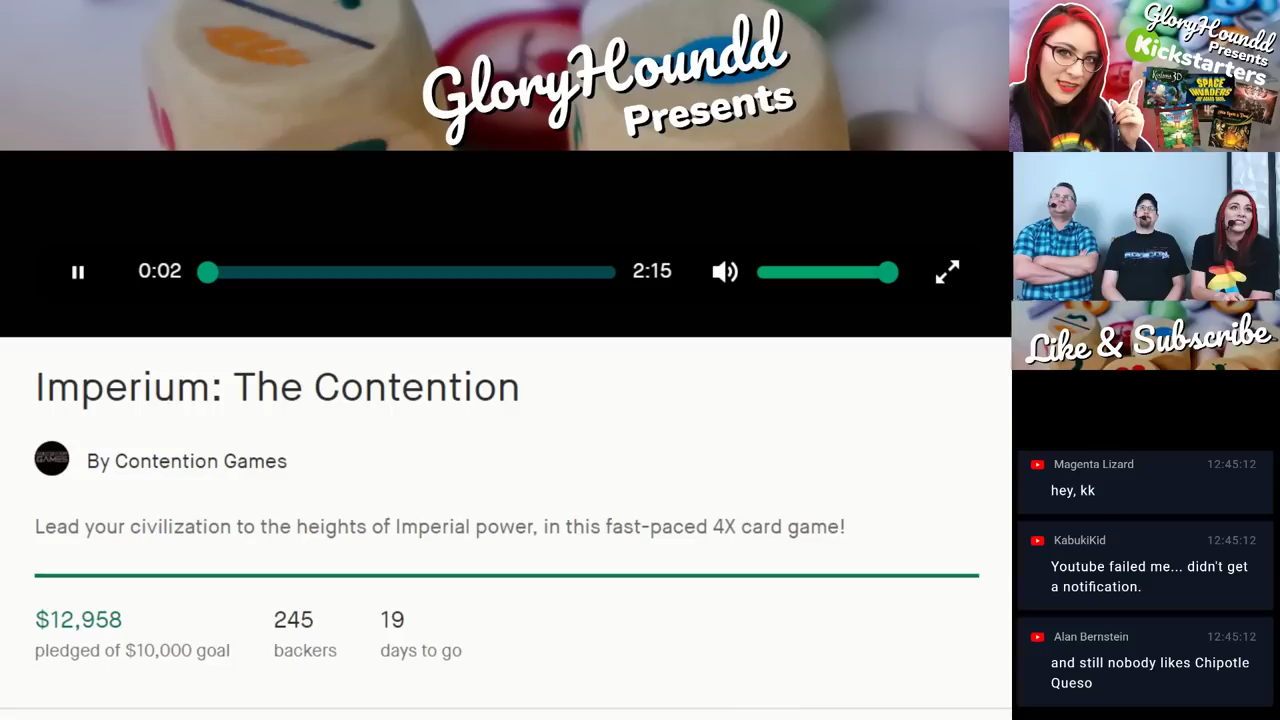 GloryHoundd
Presents
GloryHoundd
Presents
Kickstarters
SPACE
INVADERS
0:02
2:15
Like & Subscribe
Imperium: The Contention
By Contention Games
Lead your civilization to the heights of Imperial power, in this fast-paced 4X card game!
$12,958
pledged of $10,000 goal
245
backers
19
days to go
Magenta Lizard
12:45:12
hey, kk
KabukiKid
12:45:12
Youtube failed me... didn't get
a notification.
Alan Bernstein
12:45:12
and still nobody likes Chipotle
Queso